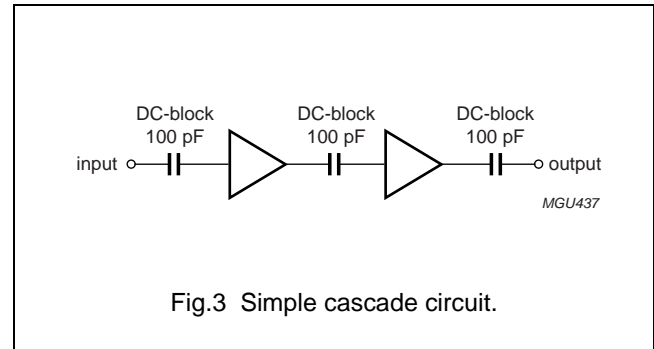 DC-block
100 pF
DC-block
100 pF
DC-block
100 pF
input
output
MGU437
Fig.3 Simple cascade circuit.